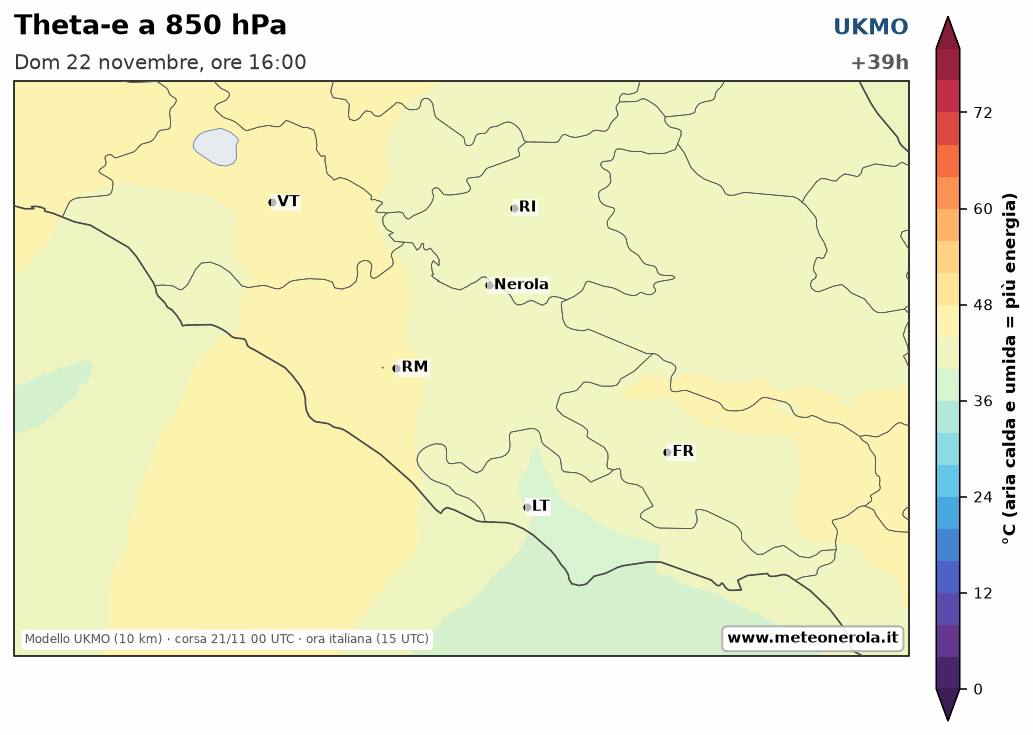 Theta-e a 850 hPa
UKMO
Dom 22 novembre, ore 16:00
+39h
VT
RI
Nerola
RM
FR
LT
Modello UKMO (10 km) · corsa 21/11 00 UTC · ora italiana (15 UTC)
www.meteonerola.it
72
60
48
36
24
12
0
°C (aria calda e umida = più energia)